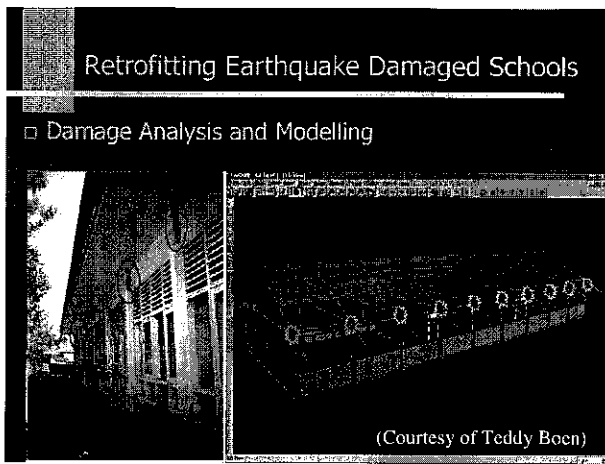 Retrofitting Earthquake Damaged Schools
Damage Analysis and Modelling
(Courtesy of Teddy Boen)